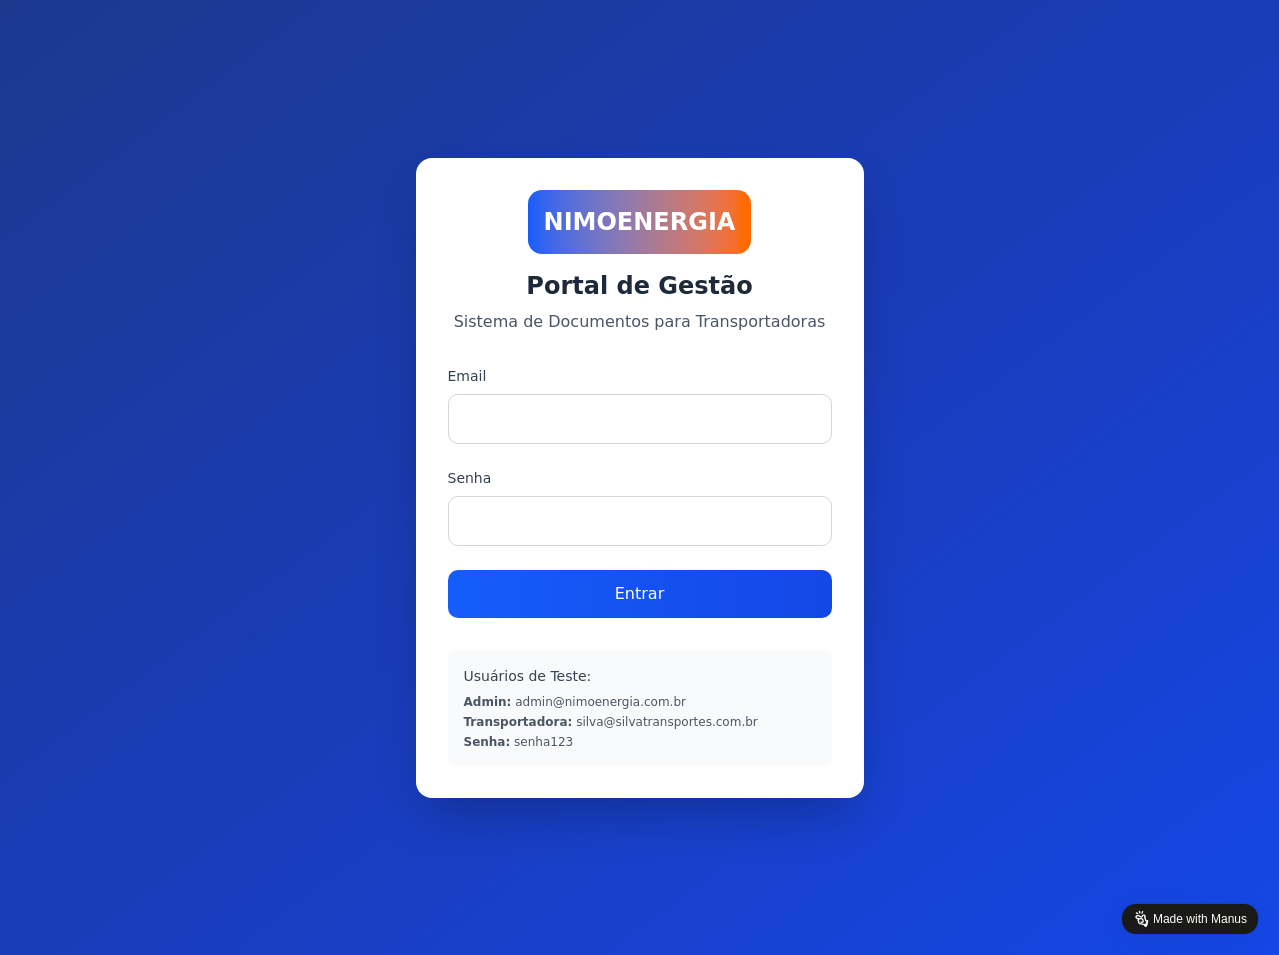 NIMOENERGIA
Portal de Gestão
Sistema de Documentos para Transportadoras
Email
Senha
Entrar
Usuários de Teste:
Admin: admin@nimoenergia.com.br
Transportadora: silva@silvatransportes.com.br
Senha: senha123
Made with Manus